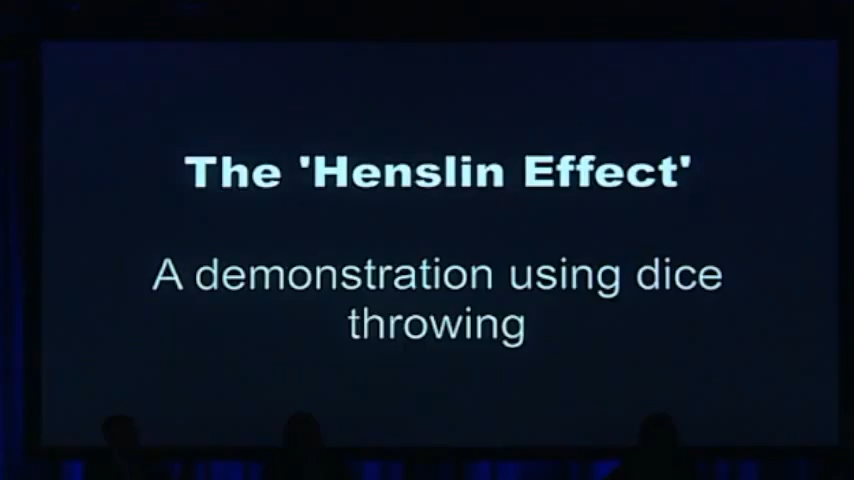 The 'Henslin Effect'
A demonstration using dice
throwing